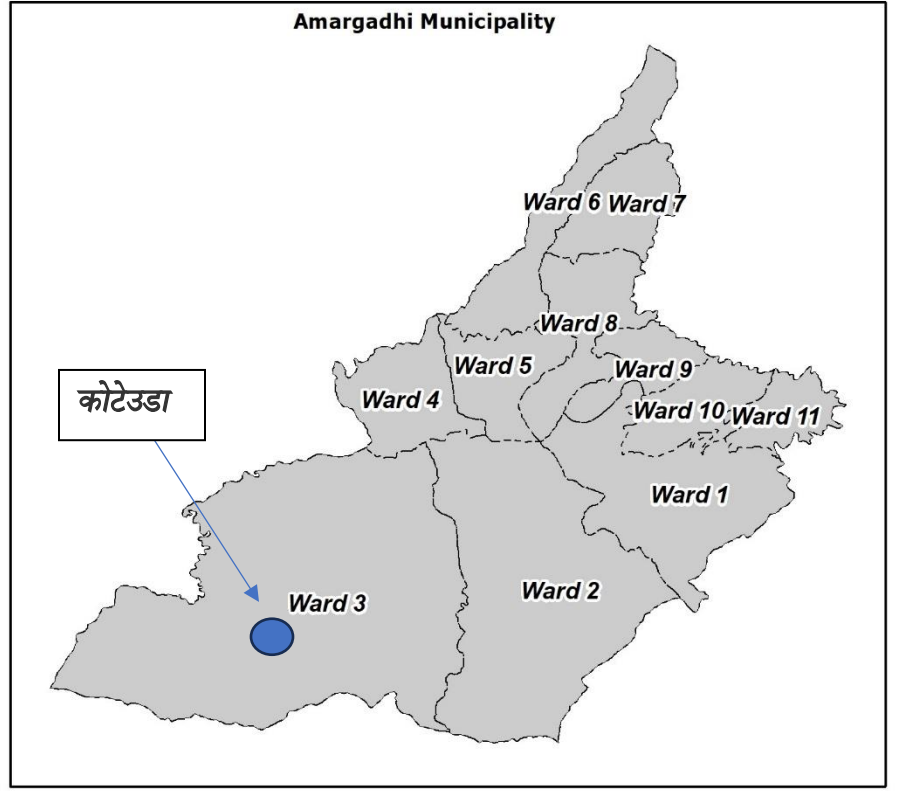 Amargadhi Municipality
Ward 6 Ward 7
Ward 8
Ward 5
Ward 9
Ward 4
कोटेउडा
Ward 10
Ward 11
Ward 1
Ward 2
Ward 3